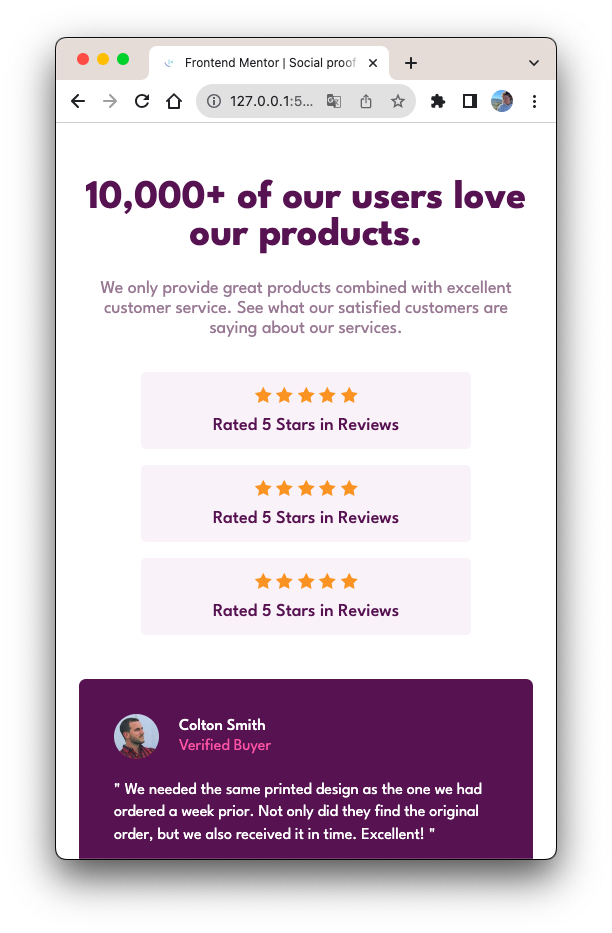 Frontend Mentor | Social proof
127.0.0.1:5...
10,000+ of our users love
our products.
We only provide great products combined with excellent
customer service. See what our satisfied customers are
saying about our services.
Rated 5 Stars in Reviews
Rated 5 Stars in Reviews
Rated 5 Stars in Reviews
Colton Smith
Verified Buyer
" We needed the same printed design as the one we had
ordered a week prior. Not only did they find the original
order, but we also received it in time. Excellent! "